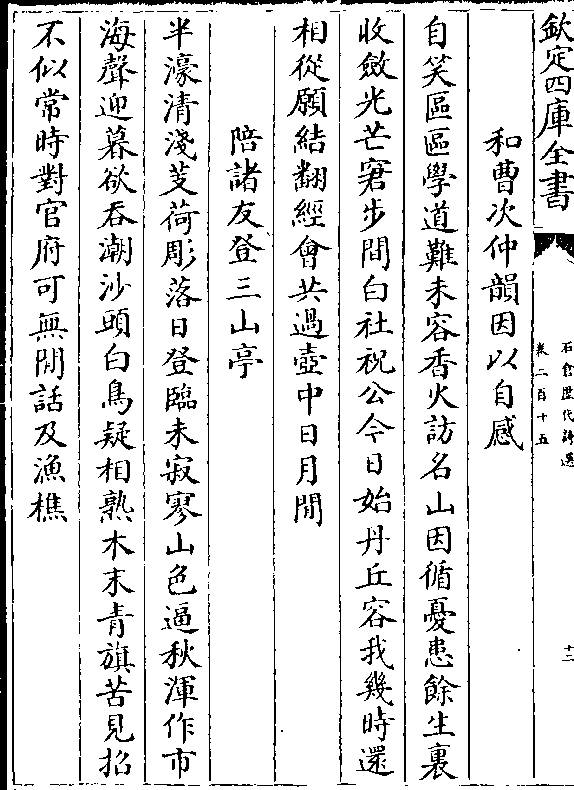 欽定四庫全書
石倉歷代詩選
卷二百十五
十二
和曹次仲韻因以自感
自笑區區學道難未容香火訪名山因循憂患餘生裏
收斂光芒窘步間白社祝公今日始丹丘容我幾時還
相從願結翻經會共過壺中日月閒
陪諸友登三山亭
半濠清淺芰荷彫落日登臨未寂寥山色逼秋渾作市
海聲迎暮欲吞潮沙頭白鳥疑相熟木末青旗苦見招
不似常時對官府可無閒話及漁樵